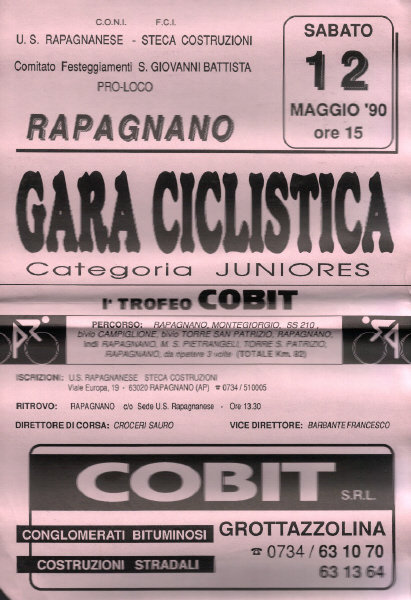 C.O.N.I. F.C.I.
U. S. RAPAGNANESE - STECA COSTRUZIONI
Comitato Festeggiamenti S. GIOVANNI BATTISTA
PRO-LOCO
RAPAGNANO
SABATO
12
MAGGIO '90
ore 15
GARA CICLISTICA
Categoria JUNIORES
I° TROFEO COBIT
PERCORSO: RAPAGNANO, MONTEGIORGIO, SS 210,
bivio CAMPIGLIONE, bivio TORRE SAN PATRIZIO, RAPAGNANO,
indi RAPAGNANO, M. S. PIETRANGELI, TORRE S. PATRIZIO,
RAPAGNANO, da ripetere 3 volte (TOTALE Km. 82)
ISCRIZIONI: U.S. RAPAGNANESE STECA COSTRUZIONI
Viale Europa, 19 - 63020 RAPAGNANO (AP) ☎ 0734 / 510005
RITROVO: RAPAGNANO c/o Sede U.S. Rapagnanese - Ore 13.30
DIRETTORE DI CORSA: CROCERI SAURO VICE DIRETTORE: BARBANTE FRANCESCO
COBIT S.R.L.
CONGLOMERATI BITUMINOSI
COSTRUZIONI STRADALI
GROTTAZZOLINA
☎ 0734 / 63 10 70
63 13 64